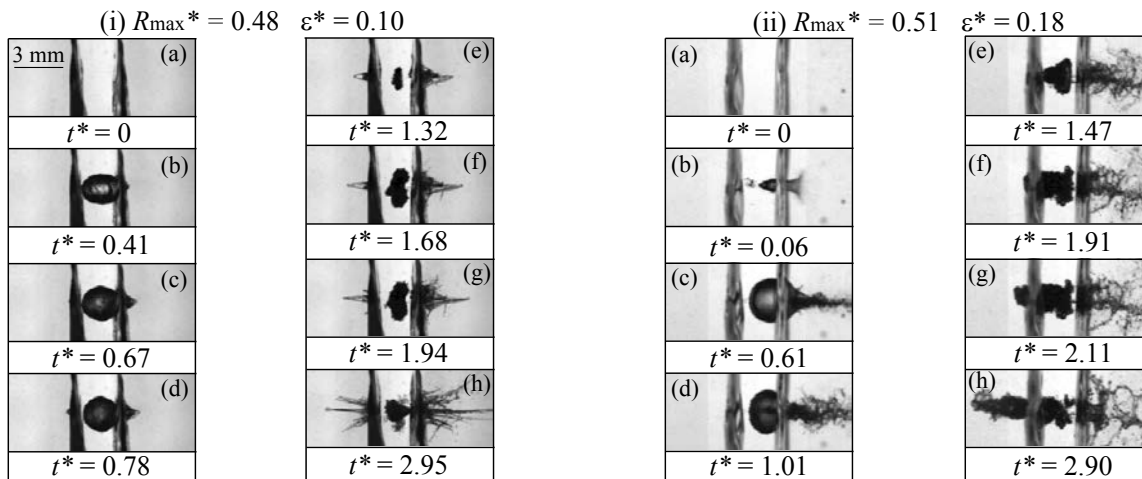 (i) Rmax* = 0.48 ε* = 0.10
3 mm
(a)
t* = 0
(b)
t* = 0.41
(c)
t* = 0.67
(d)
t* = 0.78
(e)
t* = 1.32
(f)
t* = 1.68
(g)
t* = 1.94
(h)
t* = 2.95
(ii) Rmax* = 0.51 ε* = 0.18
(a)
t* = 0
(b)
t* = 0.06
(c)
t* = 0.61
(d)
t* = 1.01
(e)
t* = 1.47
(f)
t* = 1.91
(g)
t* = 2.11
(h)
t* = 2.90